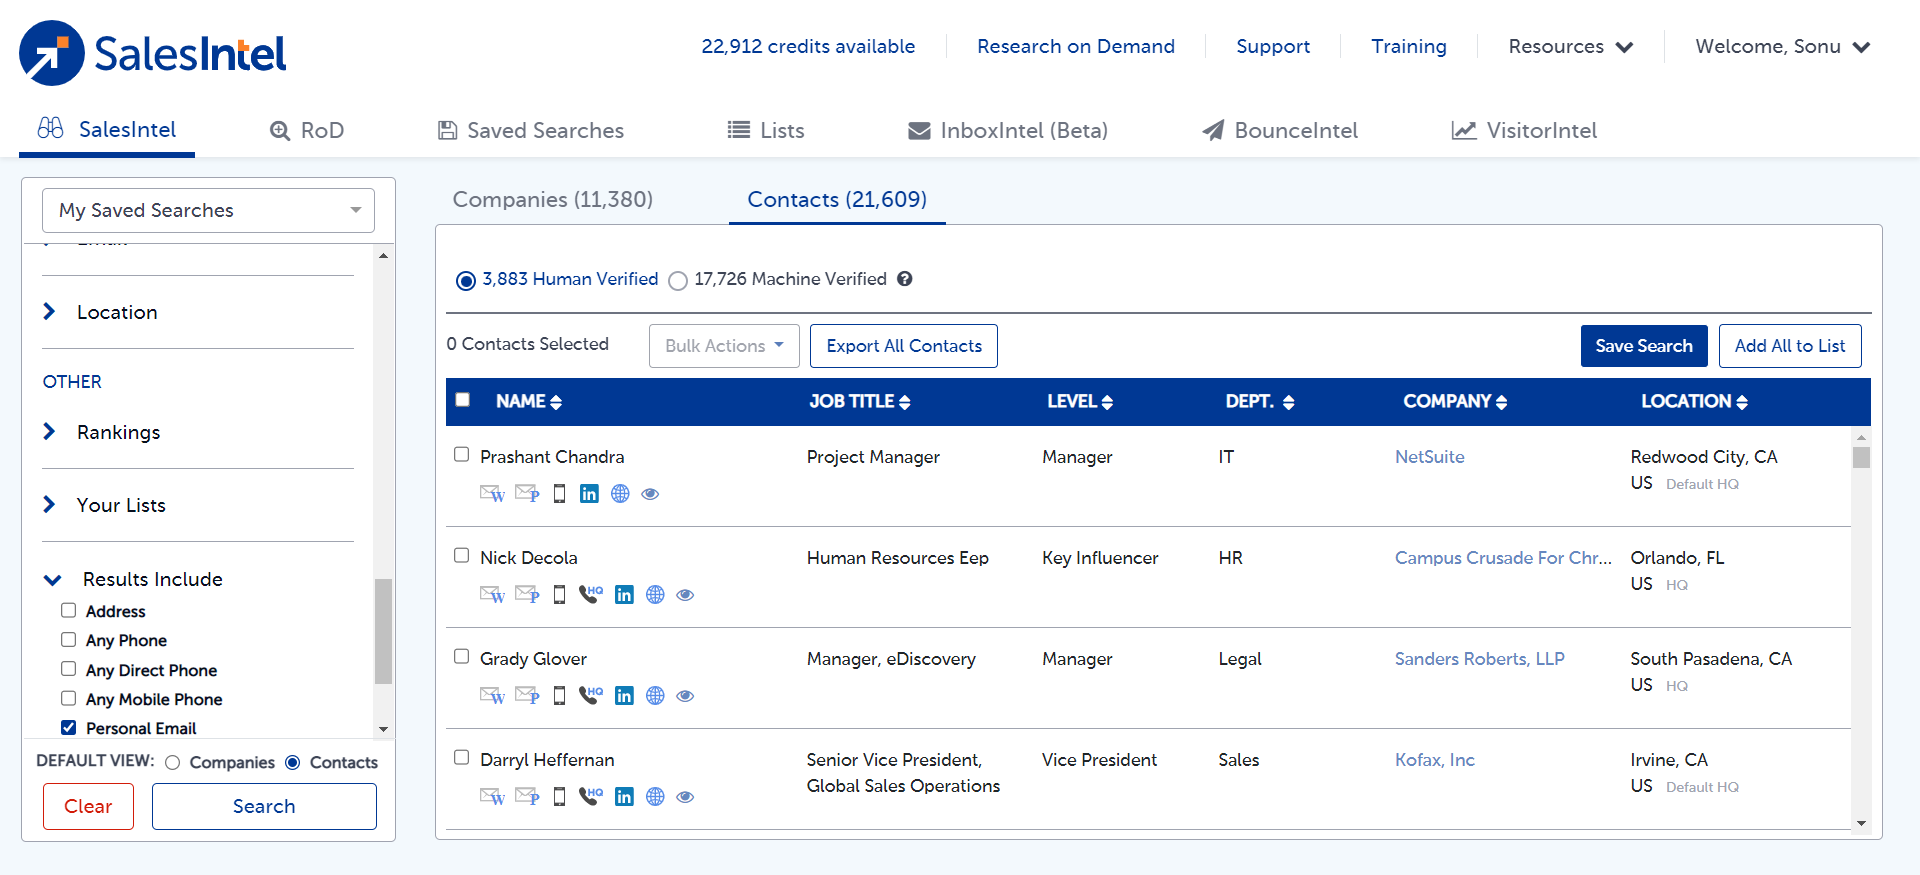 SalesIntel
22,912 credits available
Research on Demand
Support
Training
Resources
Welcome, Sonu
SalesIntel
RoD
Saved Searches
Lists
InboxIntel (Beta)
BounceIntel
VisitorIntel
My Saved Searches
Location
OTHER
Rankings
Your Lists
Results Include
Address
Any Phone
Any Direct Phone
Any Mobile Phone
Personal Email
DEFAULT VIEW: Companies Contacts
Clear
Search
Companies (11,380)
Contacts (21,609)
3,883 Human Verified 17,726 Machine Verified ?
0 Contacts Selected
Bulk Actions
Export All Contacts
Save Search
Add All to List
NAME JOB TITLE LEVEL DEPT. COMPANY LOCATION
Prashant Chandra Project Manager Manager IT NetSuite Redwood City, CA
US Default HQ
W P in
Nick Decola Human Resources Eep Key Influencer HR Campus Crusade For Chr... Orlando, FL
US HQ
W P HQ in
Grady Glover Manager, eDiscovery Manager Legal Sanders Roberts, LLP South Pasadena, CA
US HQ
W P HQ in
Darryl Heffernan Senior Vice President, Vice President Sales Kofax, Inc Irvine, CA
Global Sales Operations US Default HQ
W P HQ in